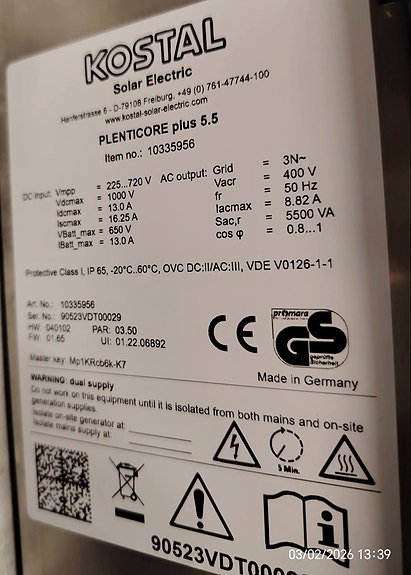 KOSTAL
Solar Electric
Hanferstrasse 6 - D-79108 Freiburg, +49 (0) 761-47744-100
www.kostal-solar-electric.com
PLENTICORE plus 5.5
Item no.: 10335956
DC input: Vmpp = 225...720 V
Vdcmax = 1000 V
Idcmax = 13.0 A
Iscmax = 16.25 A
VBatt_max = 650 V
IBatt_max = 13.0 A
AC output: Grid = 3N~
Vacr = 400 V
fr = 50 Hz
Iacmax = 8.82 A
Sac,r = 5500 VA
cos φ = 0.8...1
Protective Class I, IP 65, -20°C..60°C, OVC DC:II/AC:III, VDE V0126-1-1
Art. No.: 10335956
Ser. No.: 90523VDT00029
HW: 040102 PAR: 03.50
FW: 01.65 UI: 01.22.06892
Master key: Mp1KRcb6k-K7
CE
promara
GS
geprüfte
Sicherheit
Made in Germany
WARNING: dual supply
Do not work on this equipment until it is isolated from both mains and on-site
generation supplies.
Isolate on-site generator at:
Isolate mains supply at:
5 Min.
90523VDT000
03/02/2026 13:39